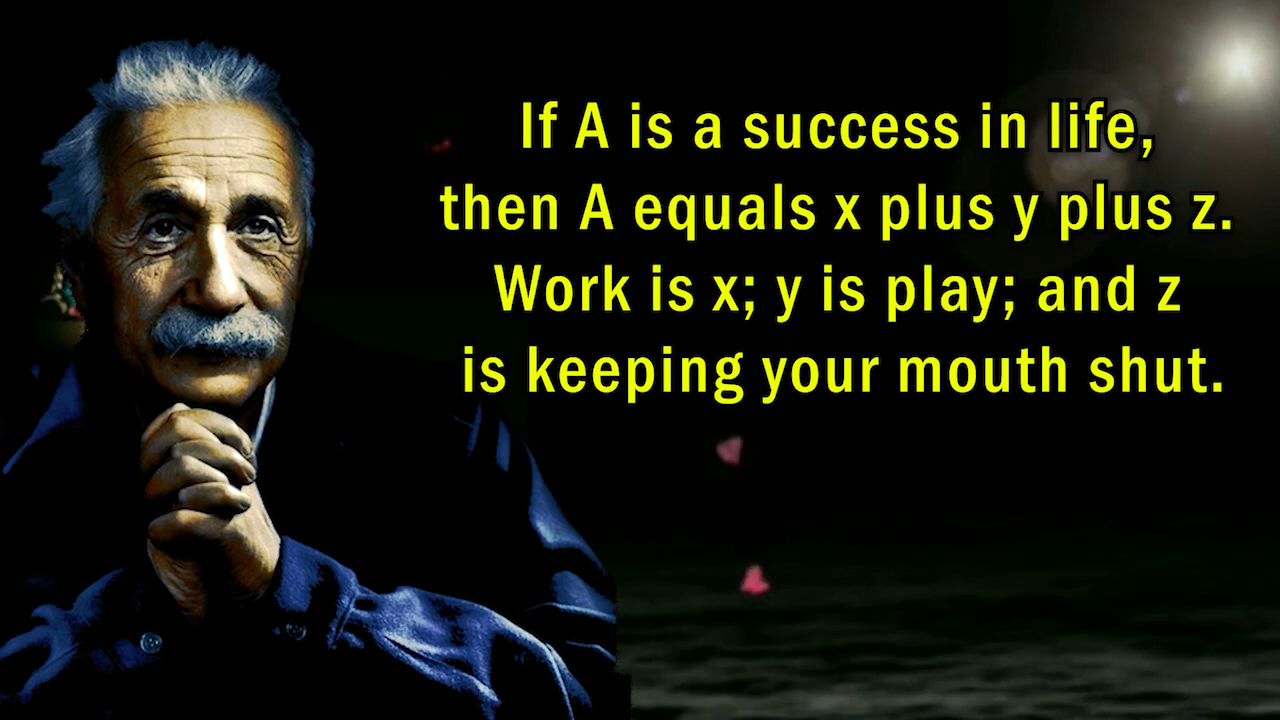 If A is a success in life,
then A equals x plus y plus z.
Work is x; y is play; and z
is keeping your mouth shut.